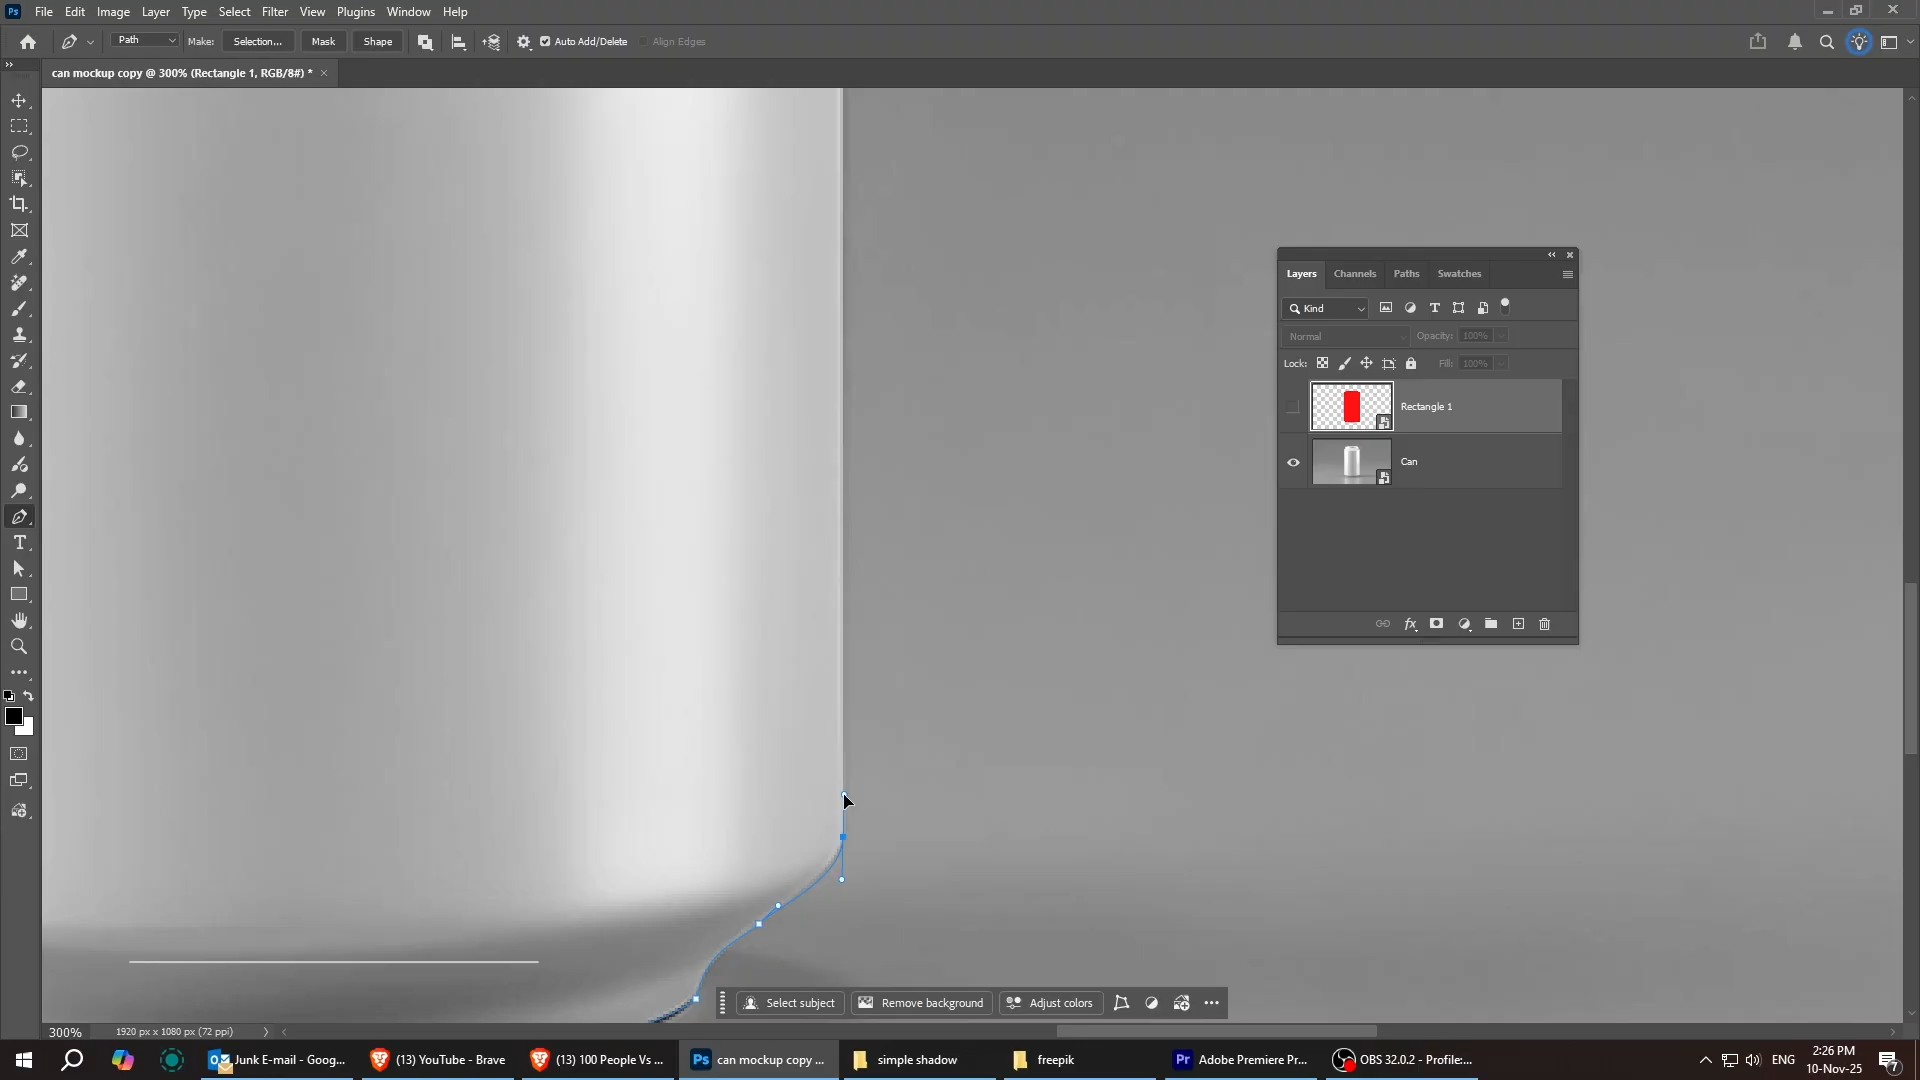 Ps File Edit Image Layer Type Select Filter View Plugins Window Help
Path Make: Selection... Mask Shape Auto Add/Delete Align Edges
can mockup copy @ 300% (Rectangle 1, RGB/8#) *
Layers Channels Paths Swatches
Kind
Normal Opacity: 100%
Lock: Fill: 100%
Rectangle 1
Can
T
Select subject Remove background Adjust colors
300% 1920 px x 1080 px (72 ppi)
Junk E-mail - Goog... (13) YouTube - Brave (13) 100 People Vs ... Ps can mockup copy ... simple shadow freepik Pr Adobe Premiere Pr... OBS 32.0.2 - Profile:... ENG 2:26 PM
10-Nov-25 7